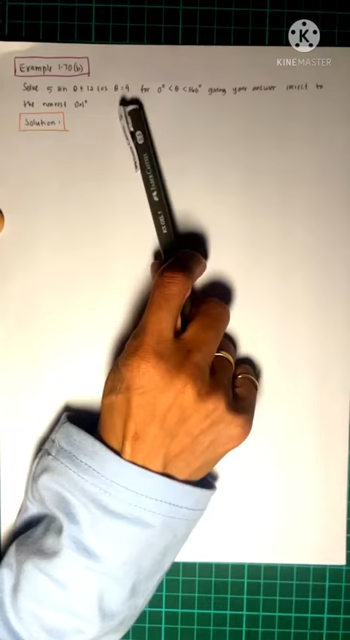 KINEMASTER
Example 1.70(b)
Solve 5 sin θ + 12 cos θ = 9 for 0° < θ < 360° giving your answer correct to
the nearest 0.1°
Solution :